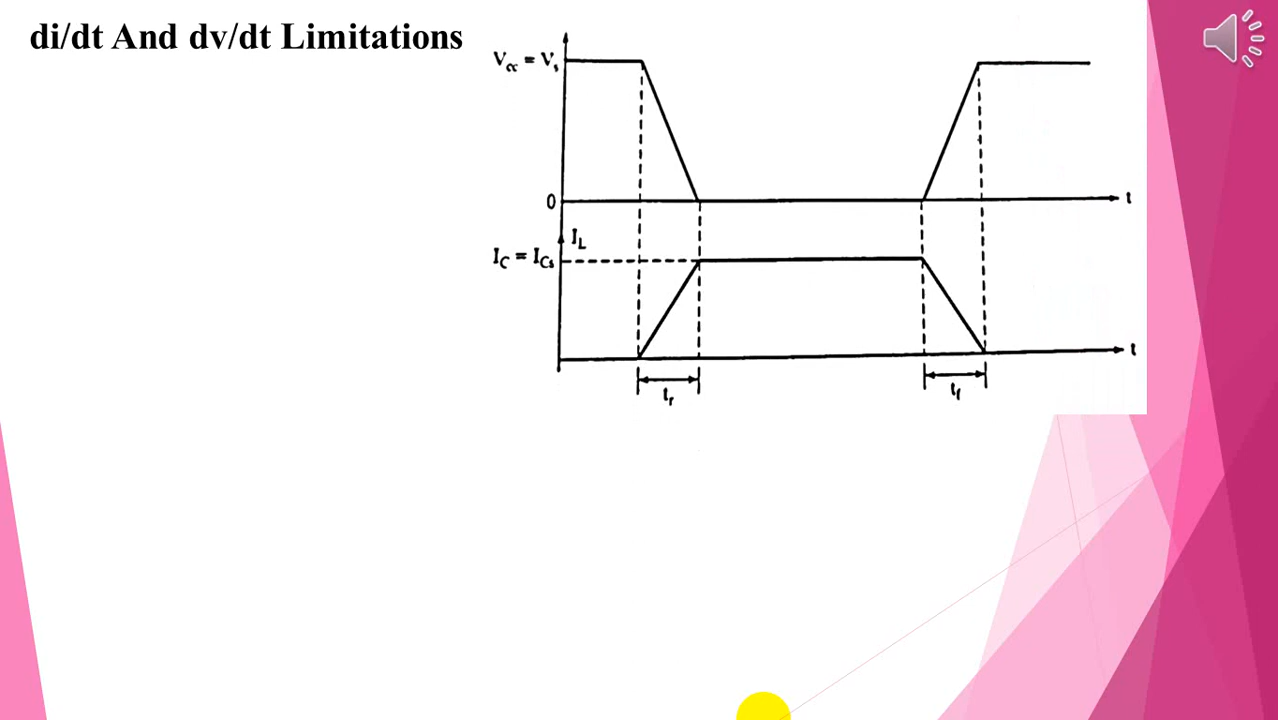 di/dt And dv/dt Limitations
Vcc = Vs
0
t
IL
IC = ICs
t
tr
tf